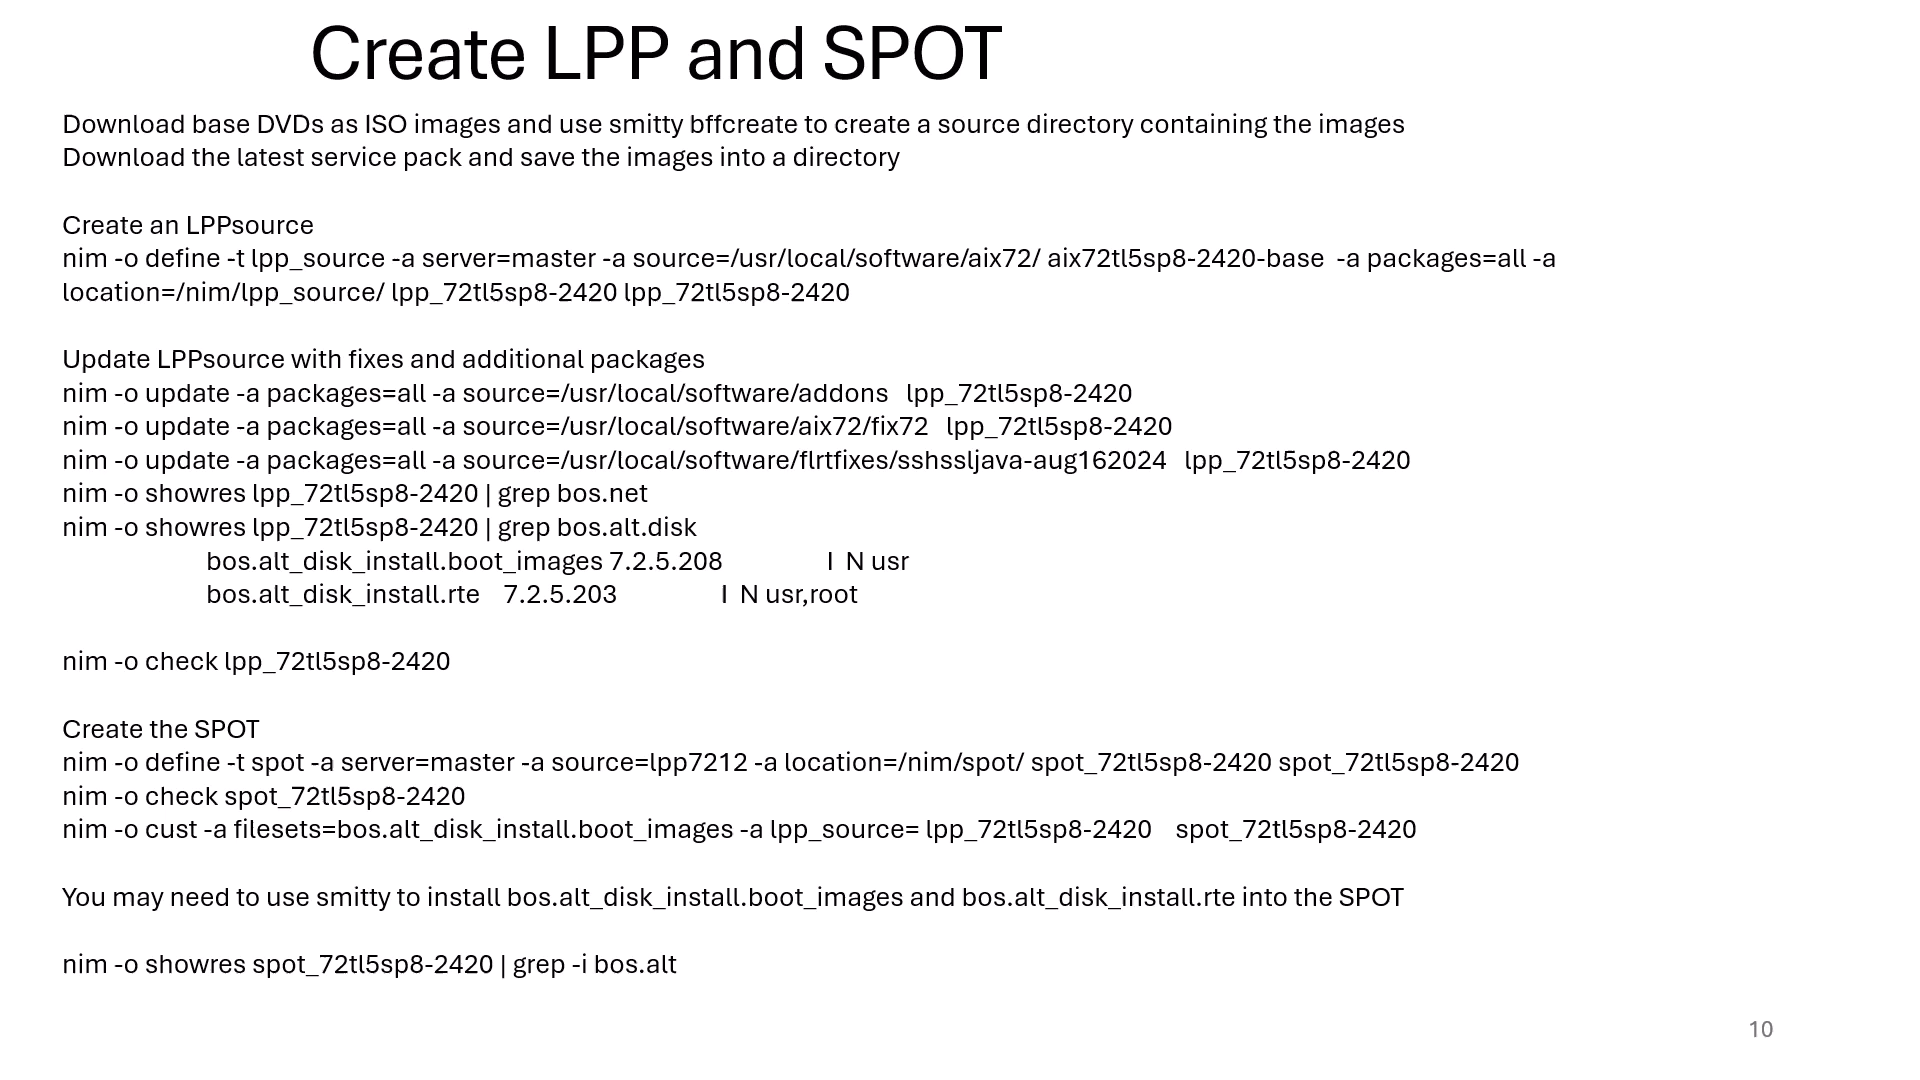 Create LPP and SPOT
Download base DVDs as ISO images and use smitty bffcreate to create a source directory containing the images
Download the latest service pack and save the images into a directory
Create an LPPsource
nim -o define -t lpp_source -a server=master -a source=/usr/local/software/aix72/ aix72tl5sp8-2420-base  -a packages=all -a
location=/nim/lpp_source/ lpp_72tl5sp8-2420 lpp_72tl5sp8-2420
Update LPPsource with fixes and additional packages
nim -o update -a packages=all -a source=/usr/local/software/addons   lpp_72tl5sp8-2420
nim -o update -a packages=all -a source=/usr/local/software/aix72/fix72   lpp_72tl5sp8-2420
nim -o update -a packages=all -a source=/usr/local/software/flrtfixes/sshssljava-aug162024   lpp_72tl5sp8-2420
nim -o showres lpp_72tl5sp8-2420 | grep bos.net
nim -o showres lpp_72tl5sp8-2420 | grep bos.alt.disk
bos.alt_disk_install.boot_images 7.2.5.208                I  N usr
bos.alt_disk_install.rte    7.2.5.203                I  N usr,root
nim -o check lpp_72tl5sp8-2420
Create the SPOT
nim -o define -t spot -a server=master -a source=lpp7212 -a location=/nim/spot/ spot_72tl5sp8-2420 spot_72tl5sp8-2420
nim -o check spot_72tl5sp8-2420
nim -o cust -a filesets=bos.alt_disk_install.boot_images -a lpp_source= lpp_72tl5sp8-2420    spot_72tl5sp8-2420
You may need to use smitty to install bos.alt_disk_install.boot_images and bos.alt_disk_install.rte into the SPOT
nim -o showres spot_72tl5sp8-2420 | grep -i bos.alt
10